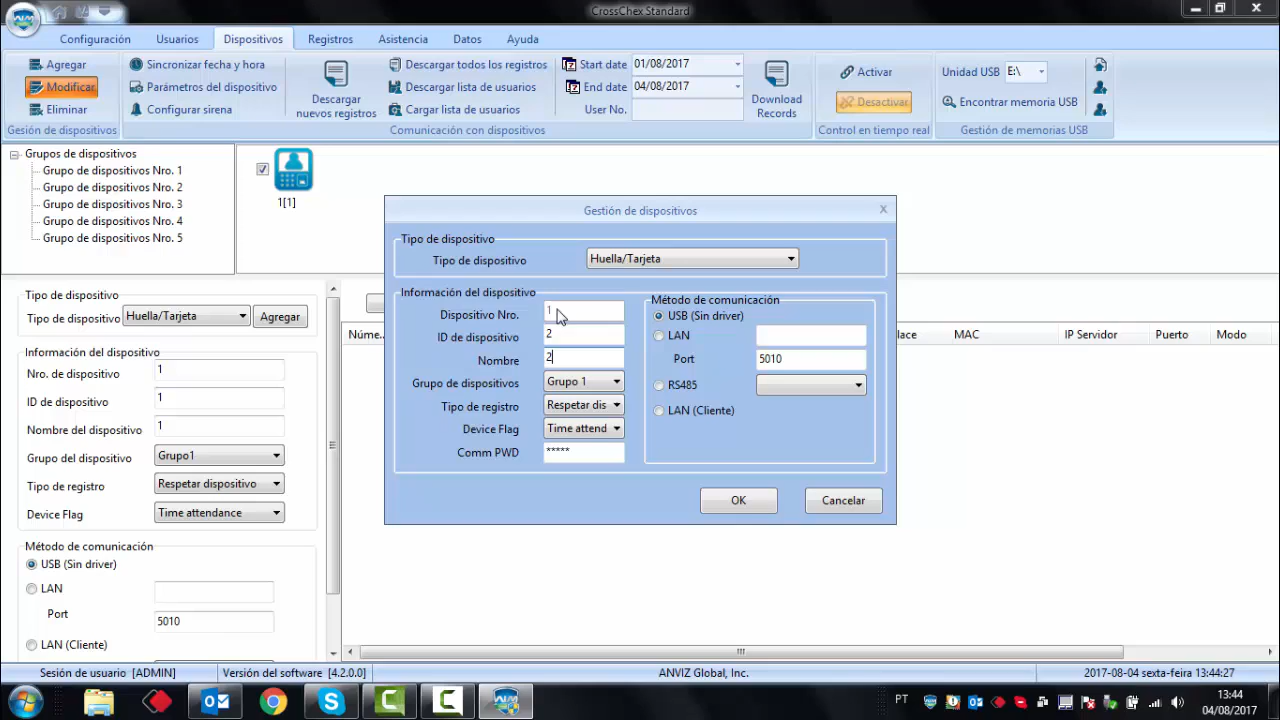 CrossChex Standard
Configuración Usuarios Dispositivos Registros Asistencia Datos Ayuda
Agregar
Modificar
Eliminar
Gestión de dispositivos
Sincronizar fecha y hora
Parámetros del dispositivo
Configurar sirena
Descargar
nuevos registros
Descargar todos los registros
Descargar lista de usuarios
Cargar lista de usuarios
Comunicación con dispositivos
Start date 01/08/2017
End date 04/08/2017
User No.
Download
Records
Activar
Desactivar
Control en tiempo real
Unidad USB E:\
Encontrar memoria USB
Gestión de memorias USB
Grupos de dispositivos
Grupo de dispositivos Nro. 1
Grupo de dispositivos Nro. 2
Grupo de dispositivos Nro. 3
Grupo de dispositivos Nro. 4
Grupo de dispositivos Nro. 5
1[1]
Tipo de dispositivo
Tipo de dispositivo Huella/Tarjeta Agregar
Información del dispositivo
Nro. de dispositivo 1
ID de dispositivo 1
Nombre del dispositivo 1
Grupo del dispositivo Grupo1
Tipo de registro Respetar dispositivo
Device Flag Time attendance
Método de comunicación
USB (Sin driver)
LAN
Port 5010
LAN (Cliente)
Gestión de dispositivos X
Tipo de dispositivo
Tipo de dispositivo Huella/Tarjeta
Información del dispositivo
Dispositivo Nro. 1
ID de dispositivo 2
Nombre 2
Grupo de dispositivos Grupo 1
Tipo de registro Respetar dis
Device Flag Time attend
Comm PWD *****
Método de comunicación
USB (Sin driver)
LAN
Port 5010
RS485
LAN (Cliente)
OK Cancelar
Núme... lace MAC IP Servidor Puerto Modo
Sesión de usuario [ADMIN] Versión del software [4.2.0.0] ANVIZ Global, Inc. 2017-08-04 sexta-feira 13:44:27
PT 13:44
04/08/2017